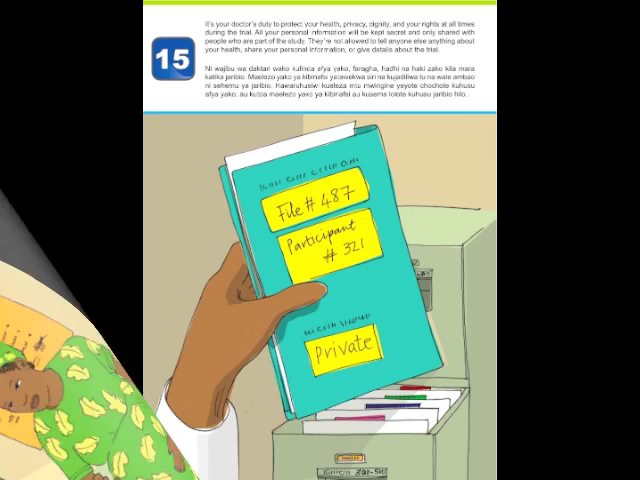 It's your doctor's duty to protect your health, privacy, dignity, and your rights at all times
during the trial. All your personal information will be kept secret and only shared with
people who are part of the study. They're not allowed to tell anyone else anything about
your health, share your personal information, or give details about the trial.
15
Ni wajibu wa daktari wako kulinda afya yako, faragha, hadhi na haki zako kila mara
katika jaribio. Maelezo yako ya kibinafsi yatawekwa siri na kujadiliwa tu na wale ambao
ni sehemu ya jaribio. Hawaruhusiwi kueleza mtu mwingine yeyote chochote kuhusu
afya yako, au kutoa maelezo yako ya kibinafsi au kusema lolote kuhusu jaribio hilo.
File # 487
Participant
# 321
Private